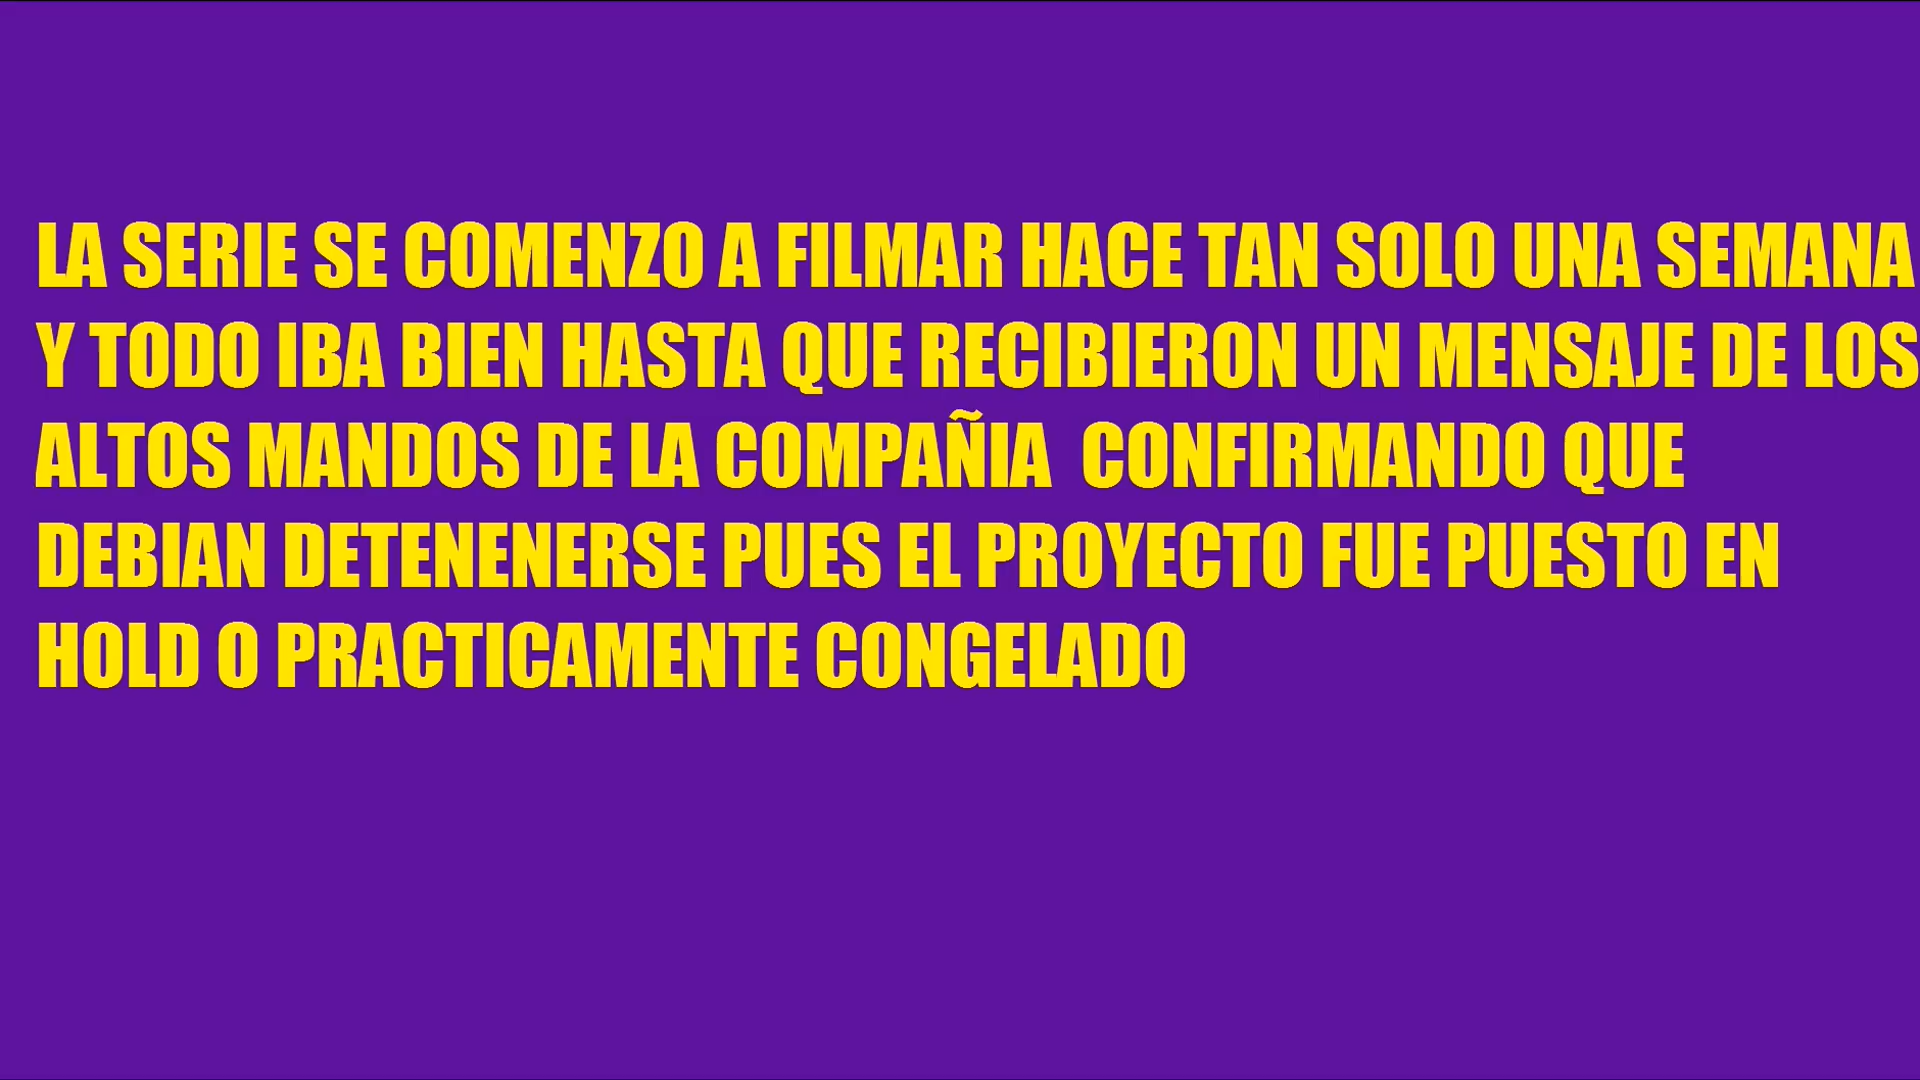 LA SERIE SE COMENZO A FILMAR HACE TAN SOLO UNA SEMANA
Y TODO IBA BIEN HASTA QUE RECIBIERON UN MENSAJE DE LOS
ALTOS MANDOS DE LA COMPAÑIA  CONFIRMANDO QUE
DEBIAN DETENENERSE PUES EL PROYECTO FUE PUESTO EN
HOLD O PRACTICAMENTE CONGELADO